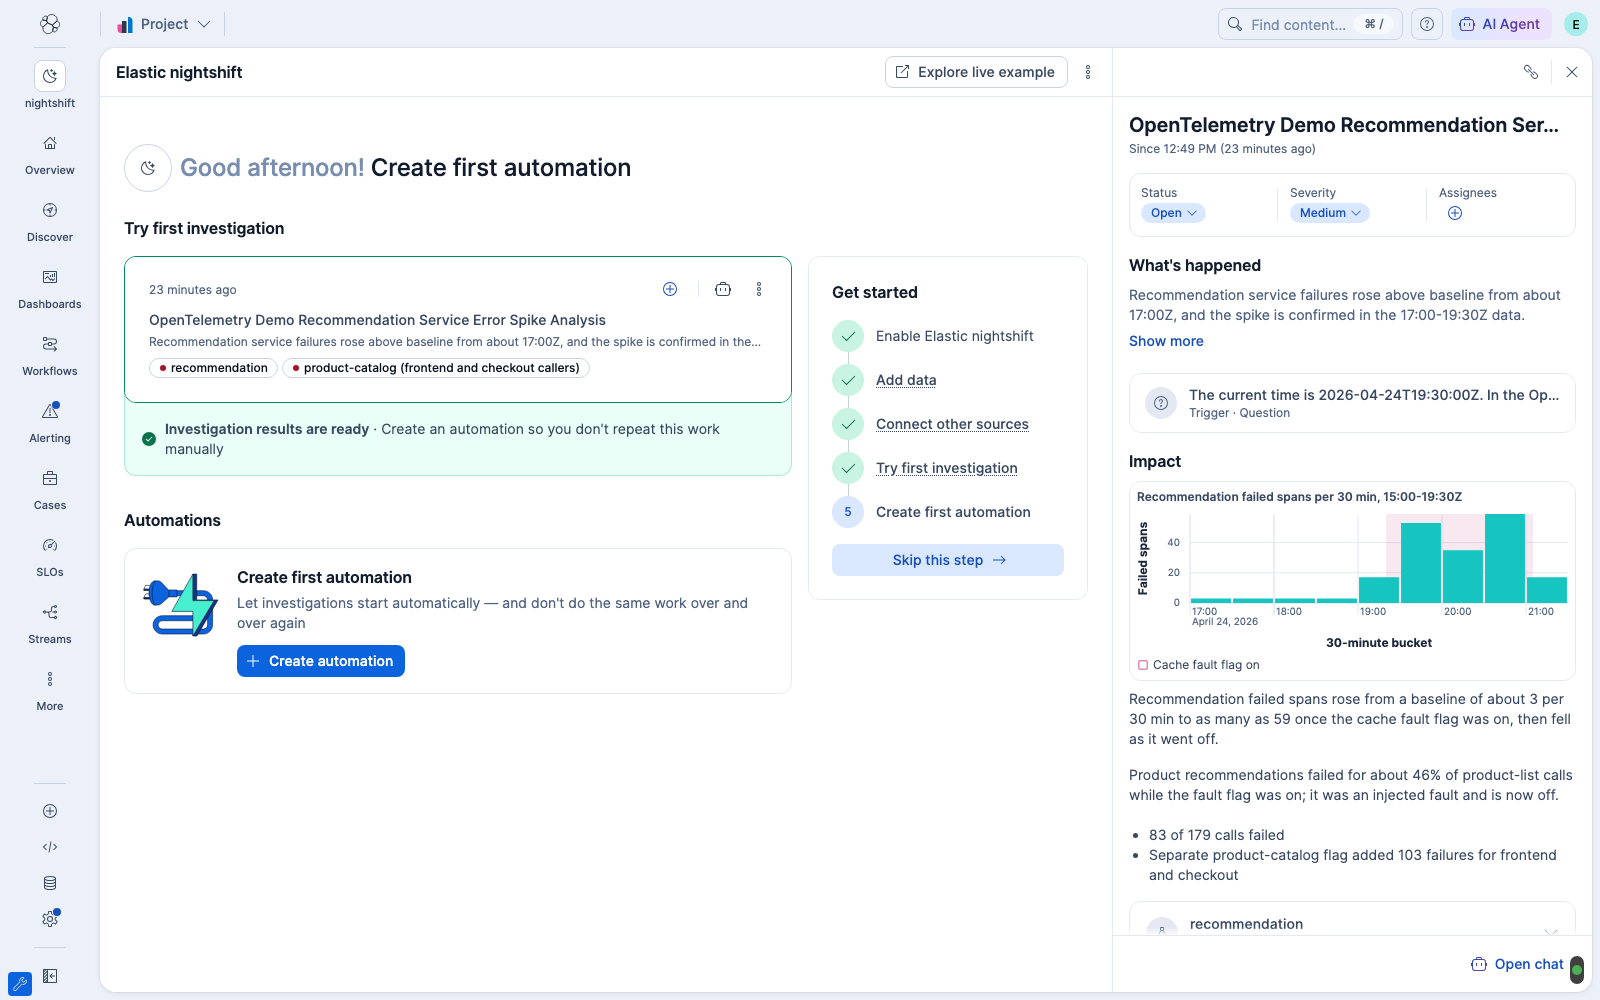 Project
Find content...
⌘ /
AI Agent
E
nightshift
Overview
Discover
Dashboards
Workflows
Alerting
Cases
SLOs
Streams
More
Elastic nightshift
Explore live example
Good afternoon! Create first automation
Try first investigation
23 minutes ago
OpenTelemetry Demo Recommendation Service Error Spike Analysis
Recommendation service failures rose above baseline from about 17:00Z, and the spike is confirmed in the...
recommendation
product-catalog (frontend and checkout callers)
Investigation results are ready · Create an automation so you don't repeat this work
manually
Automations
Create first automation
Let investigations start automatically — and don't do the same work over and
over again
Create automation
Get started
Enable Elastic nightshift
Add data
Connect other sources
Try first investigation
5
Create first automation
Skip this step
OpenTelemetry Demo Recommendation Ser...
Since 12:49 PM (23 minutes ago)
Status
Open
Severity
Medium
Assignees
What's happened
Recommendation service failures rose above baseline from about
17:00Z, and the spike is confirmed in the 17:00-19:30Z data.
Show more
The current time is 2026-04-24T19:30:00Z. In the Op...
Trigger · Question
Impact
Recommendation failed spans per 30 min, 15:00-19:30Z
Failed spans
40
20
0
17:00
18:00
19:00
20:00
21:00
April 24, 2026
30-minute bucket
Cache fault flag on
Recommendation failed spans rose from a baseline of about 3 per
30 min to as many as 59 once the cache fault flag was on, then fell
as it went off.
Product recommendations failed for about 46% of product-list calls
while the fault flag was on; it was an injected fault and is now off.
83 of 179 calls failed
Separate product-catalog flag added 103 failures for frontend
and checkout
recommendation
Open chat